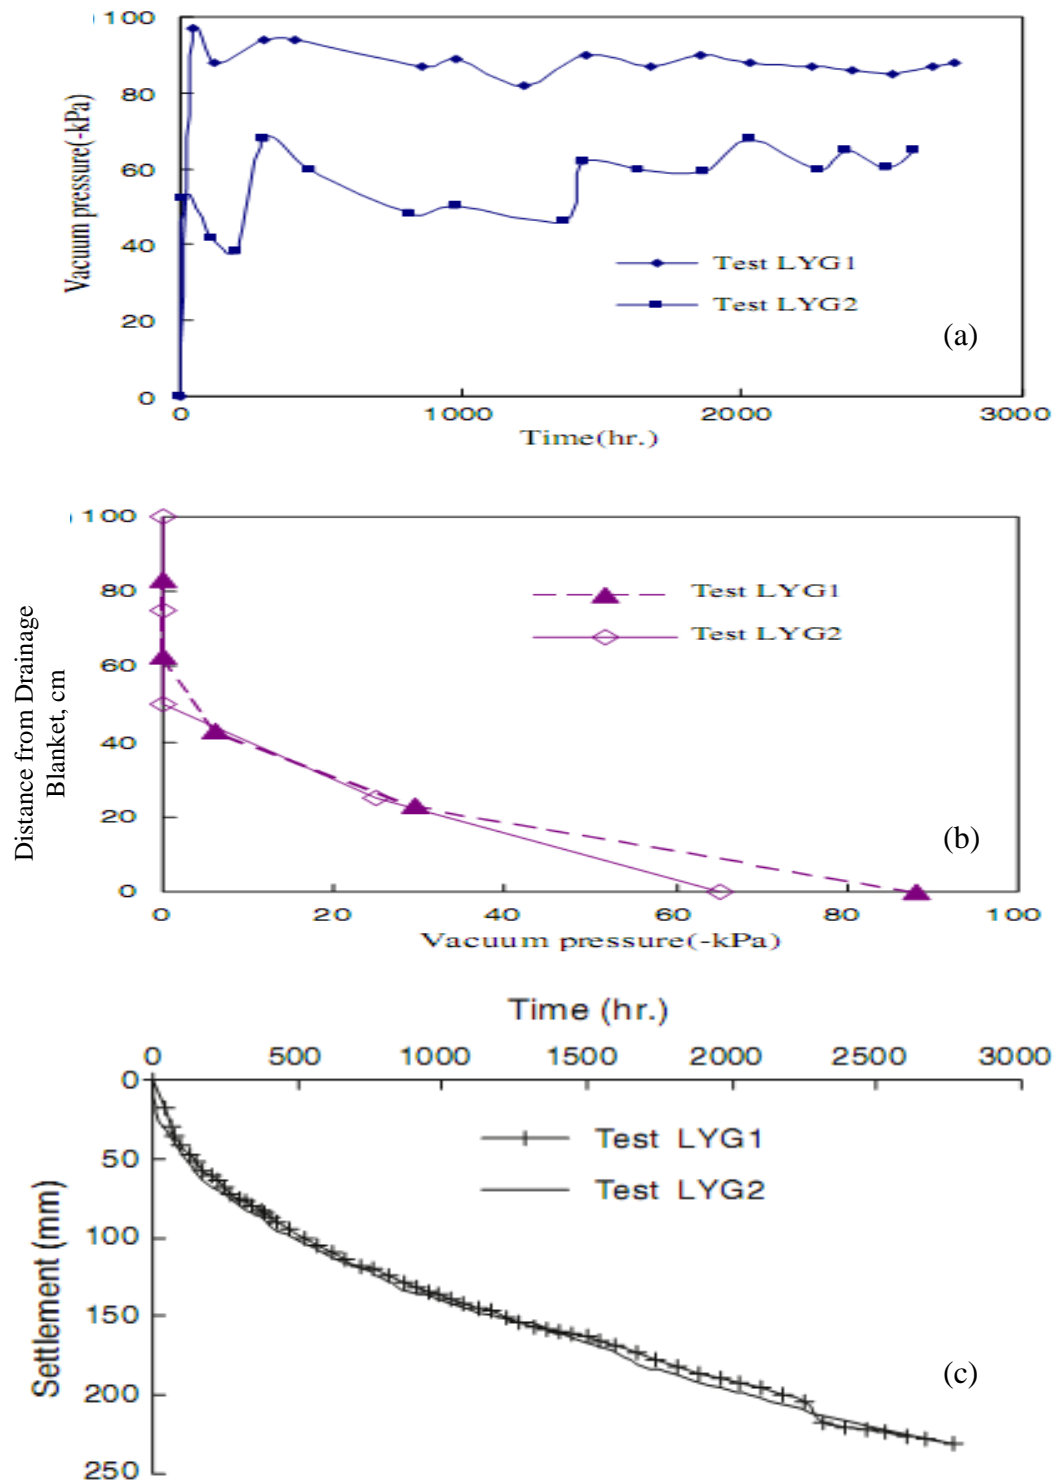 100
80
60
40
20
0
Vacuum pressure(-kPa)
Test LYG1
Test LYG2
(a)
0 1000 2000 3000
Time(hr.)
100
80
60
40
20
0
Distance from Drainage
Blanket, cm
Test LYG1
Test LYG2
(b)
0 20 40 60 80 100
Vacuum pressure(-kPa)
Time (hr.)
0 500 1000 1500 2000 2500 3000
0
50
100
150
200
250
Settlement (mm)
Test LYG1
Test LYG2
(c)